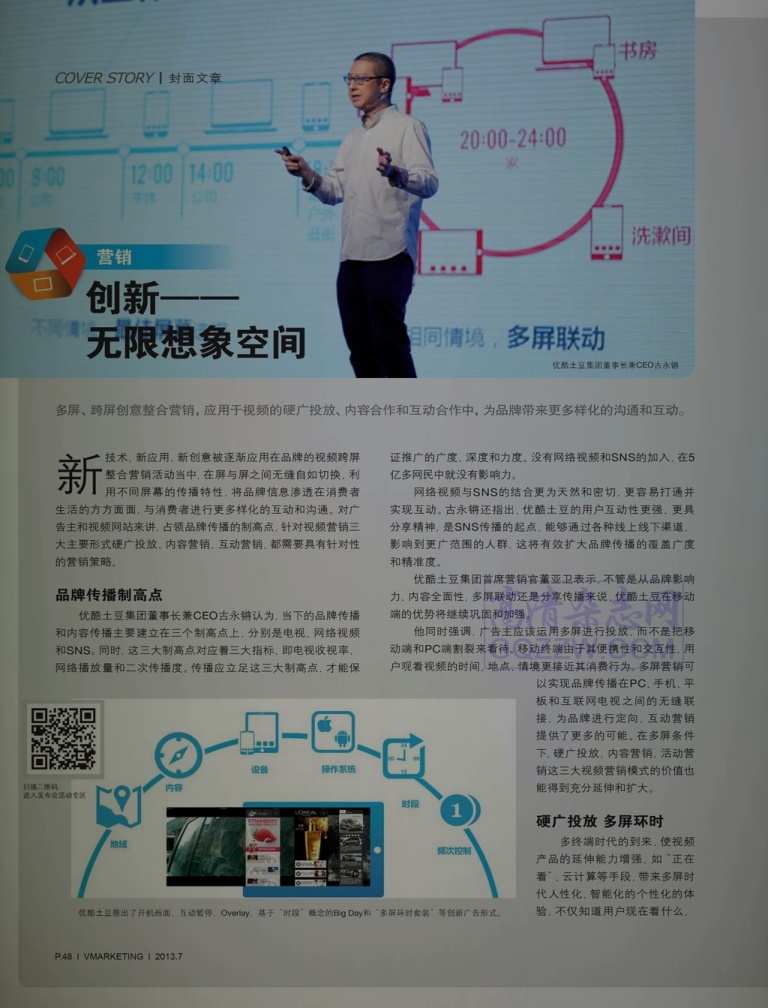 COVER STORY | 封面文章
书房
20:00-24:00
家
9:00
公司
12:00
午休
14:00
公司
户外
逛街
洗漱间
营销
创新——
无限想象空间
相同情境，多屏联动
优酷土豆集团董事长兼CEO古永锵
多屏、跨屏创意整合营销，应用于视频的硬广投放、内容合作和互动合作中，为品牌带来更多样化的沟通和互动。
新技术，新应用，新创意被逐渐应用在品牌的视频跨屏
整合营销活动当中，在屏与屏之间无缝自如切换，利
用不同屏幕的传播特性，将品牌信息渗透在消费者
生活的方方面面，与消费者进行更多样化的互动和沟通。对广
告主和视频网站来讲，占领品牌传播的制高点，针对视频营销三
大主要形式硬广投放，内容营销，互动营销，都需要具有针对性
的营销策略。
品牌传播制高点
优酷土豆集团董事长兼CEO古永锵认为，当下的品牌传播
和内容传播主要建立在三个制高点上，分别是电视，网络视频
和SNS。同时，这三大制高点对应着三大指标，即电视收视率，
网络播放量和二次传播度。传播应立足这三大制高点，才能保
证推广的广度，深度和力度。没有网络视频和SNS的加入，在5
亿多网民中就没有影响力。
网络视频与SNS的结合更为天然和密切，更容易打通并
实现互动。古永锵还指出，优酷土豆的用户互动性更强，更具
分享精神，是SNS传播的起点，能够通过各种线上线下渠道，
影响到更广范围的人群，这将有效扩大品牌传播的覆盖广度
和精准度。
优酷土豆集团首席营销官董亚卫表示，不管是从品牌影响
力，内容全面性，多屏联动还是分享传播来说，优酷土豆在移动
端的优势将继续巩固和加强。
他同时强调，广告主应该运用多屏进行投放，而不是把移
动端和PC端割裂来看待。移动终端由于其便携性和交互性，用
户观看视频的时间，地点，情境更接近其消费行为。多屏营销可
以实现品牌传播在PC、手机，平
板和互联网电视之间的无缝联
接，为品牌进行定向，互动营销
提供了更多的可能。在多屏条件
下，硬广投放，内容营销，活动营
销这三大视频营销模式的价值也
能得到充分延伸和扩大。
硬广投放 多屏环时
多终端时代的到来，使视频
产品的延伸能力增强，如“正在
看”，云计算等手段，带来多屏时
代人性化，智能化的个性化的体
验，不仅知道用户现在看什么，
扫描二维码，
进入发布会活动专区
地域
内容
设备
操作系统
24
12
时段
1
频次控制
L'OREAL
优酷土豆推出了开机画面，互动暂停，Overlay，基于“时段”概念的Big Day和“多屏环时套装”等创新广告形式。
P.48 | VMARKETING | 2013.7